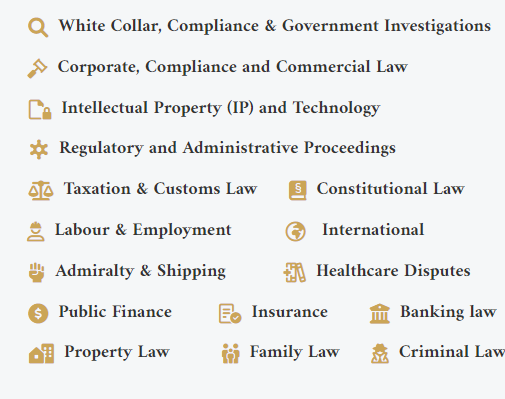 White Collar, Compliance & Government Investigations
Corporate, Compliance and Commercial Law
Intellectual Property (IP) and Technology
Regulatory and Administrative Proceedings
Taxation & Customs Law § Constitutional Law
Labour & Employment International
Admiralty & Shipping Healthcare Disputes
$ Public Finance Insurance Banking law
Property Law Family Law Criminal Law